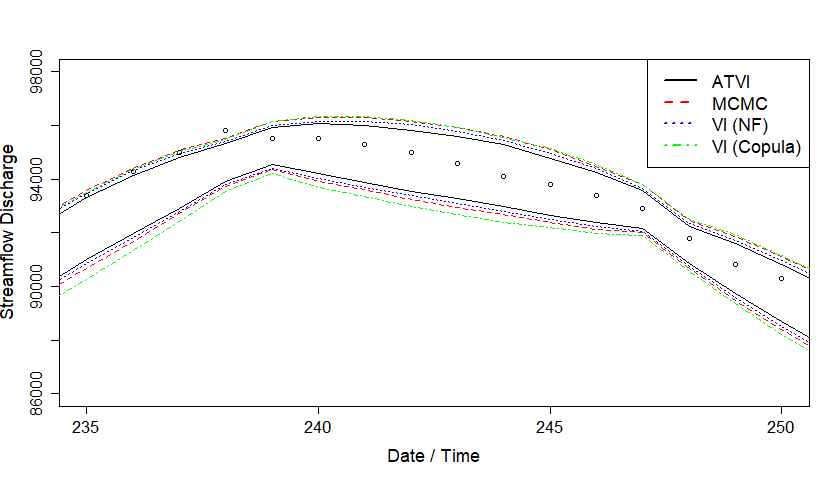 Streamflow Discharge
98000
94000
90000
86000
ATVI
MCMC
VI (NF)
VI (Copula)
235
240
245
250
Date / Time